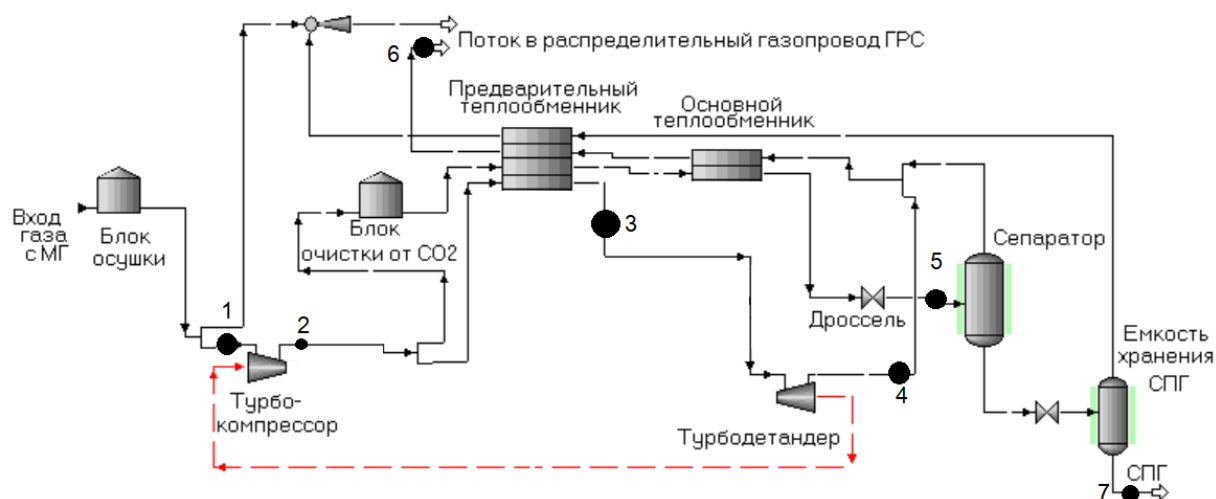 6
Поток в распределительный газопровод ГРС
Предварительный
теплообменник
Основной
теплообменник
Вход
газа
с МГ
Блок
осушки
Блок
очистки от CO2
3
Сепаратор
5
1
2
Дроссель
Емкость
хранения
СПГ
4
Турбо-
компрессор
Турбодетандер
7
СПГ